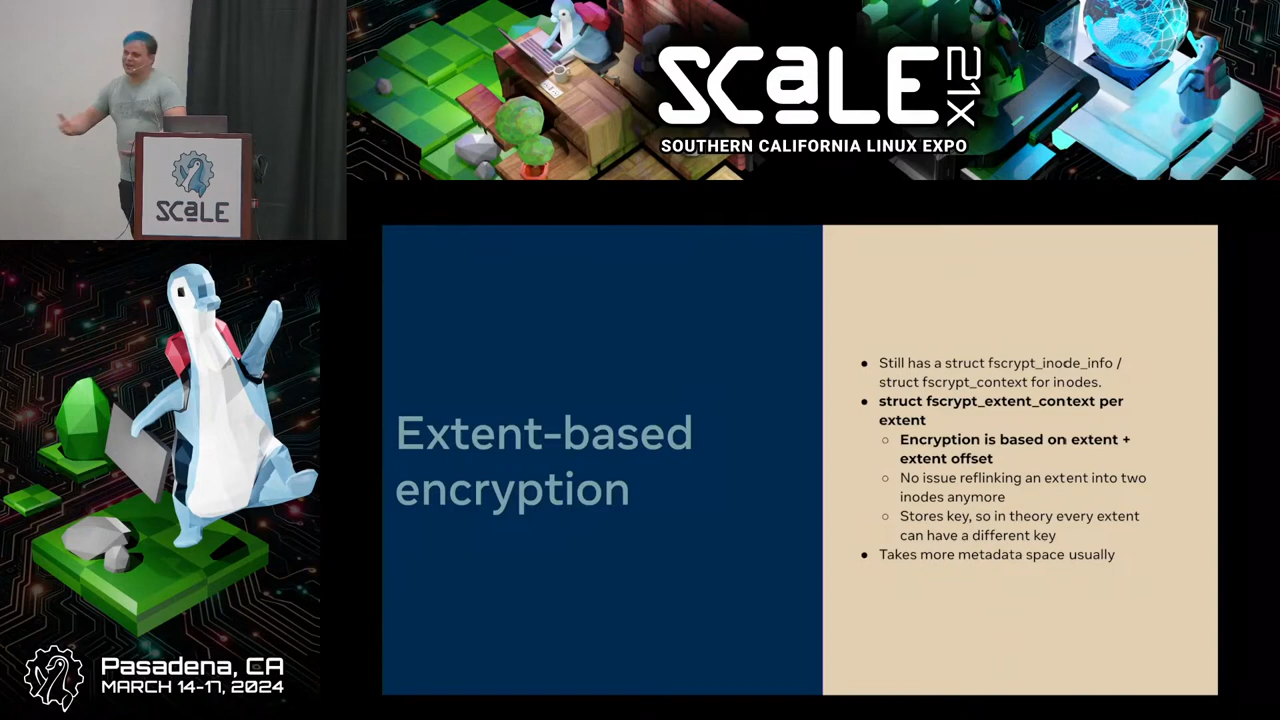 SCaLE 21x
SOUTHERN CALIFORNIA LINUX EXPO
SCaLE
Extent-based
encryption
● Still has a struct fscrypt_inode_info /
struct fscrypt_context for inodes.
● struct fscrypt_extent_context per
extent
○ Encryption is based on extent +
extent offset
○ No issue reflinking an extent into two
inodes anymore
○ Stores key, so in theory every extent
can have a different key
● Takes more metadata space usually
Pasadena, CA
MARCH 14-17, 2024